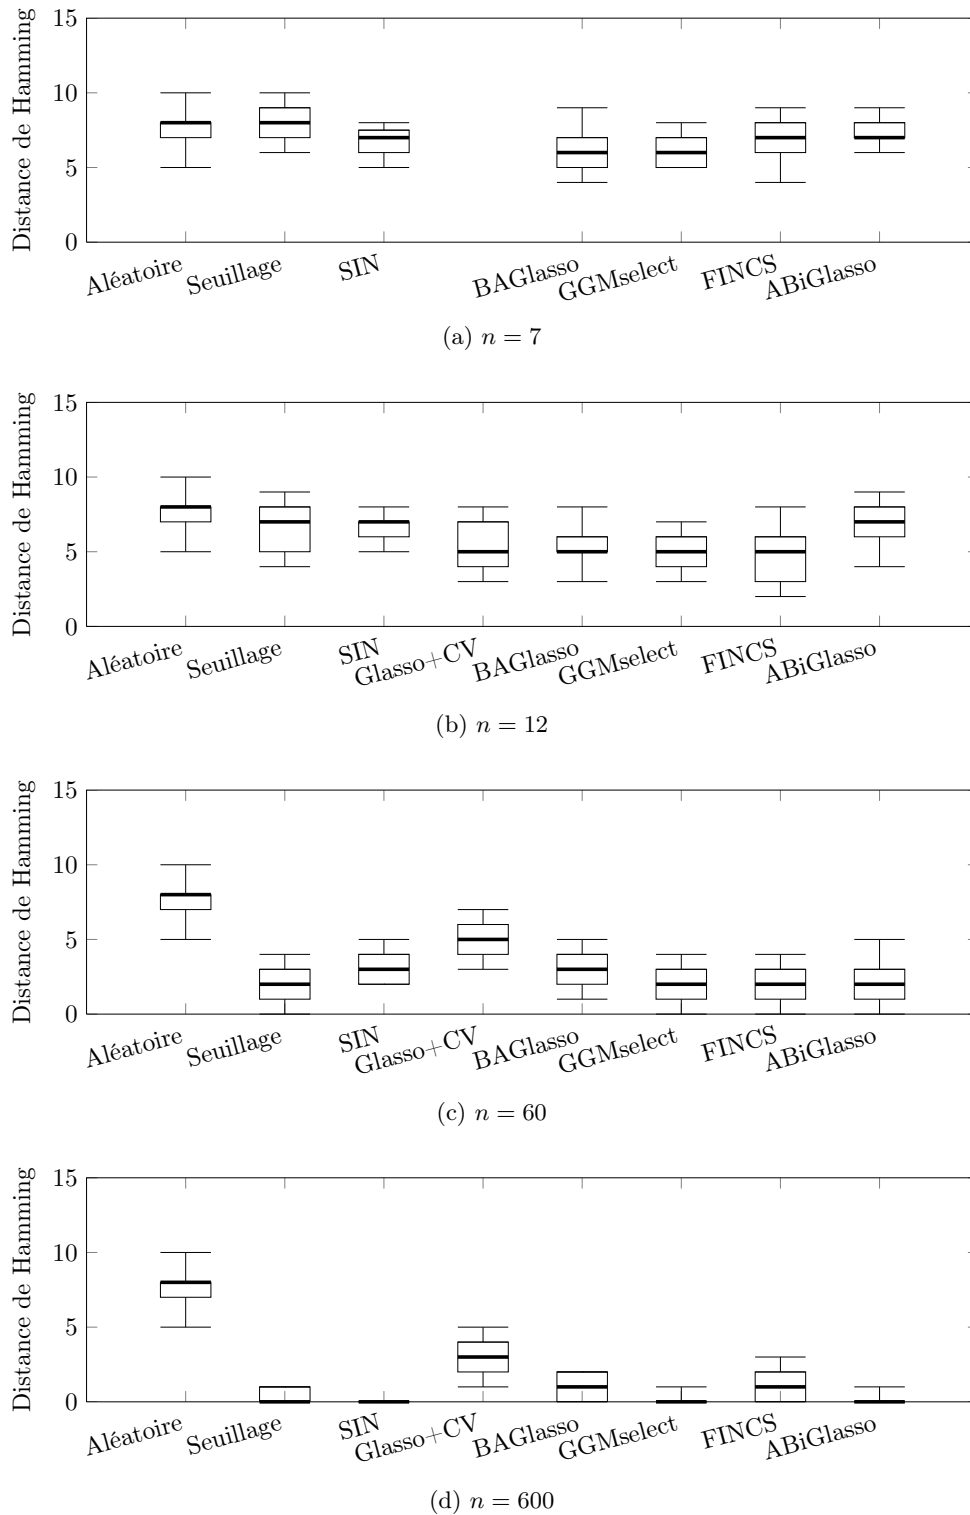 Distance de Hamming
15
10
5
0
Aléatoire
Seuillage
SIN
BAGlasso
GGMselect
FINCS
ABiGlasso
(a) n = 7
Distance de Hamming
15
10
5
0
Aléatoire
Seuillage
SIN
Glasso+CV
BAGlasso
GGMselect
FINCS
ABiGlasso
(b) n = 12
Distance de Hamming
15
10
5
0
Aléatoire
Seuillage
SIN
Glasso+CV
BAGlasso
GGMselect
FINCS
ABiGlasso
(c) n = 60
Distance de Hamming
15
10
5
0
Aléatoire
Seuillage
SIN
Glasso+CV
BAGlasso
GGMselect
FINCS
ABiGlasso
(d) n = 600